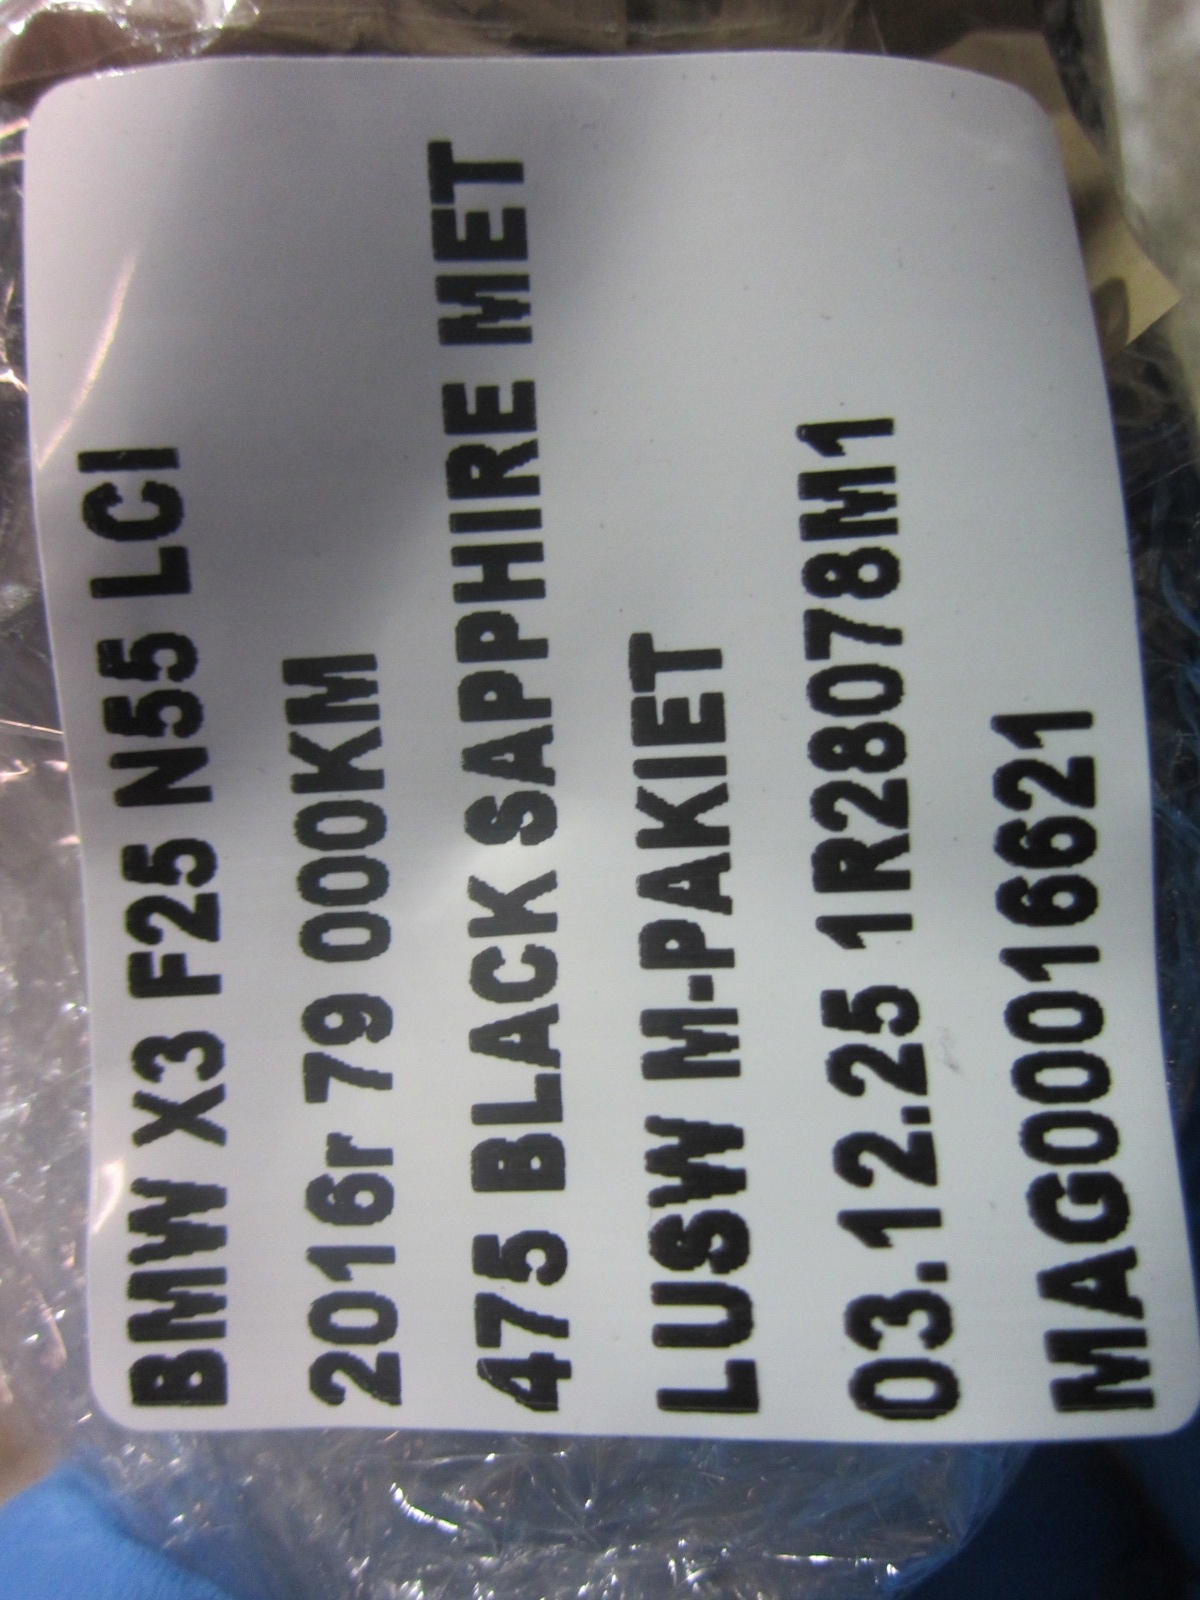 BMW X3 F25 N55 LCI
2016r 79 000KM
475 BLACK SAPPHIRE MET
LUSW M-PAKIET
03.12.25 1R28078M1
MAG00016621